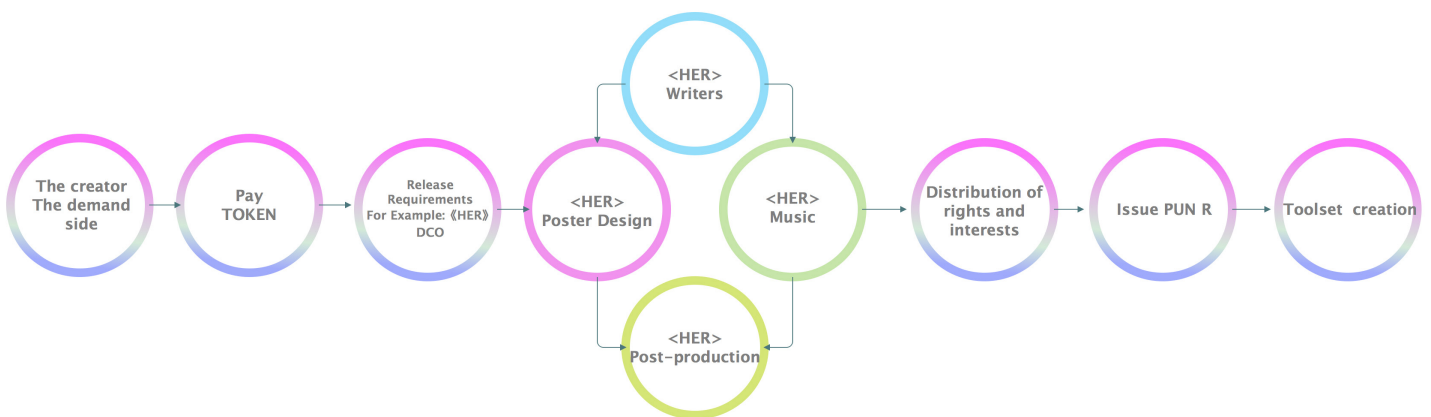 <HER>
Writers
The creator
The demand
side
Pay
TOKEN
Release
Requirements
For Example:《HER》
DCO
<HER>
Poster Design
<HER>
Music
Distribution of
rights and
interests
Issue PUN R
Toolset creation
<HER>
Post-production